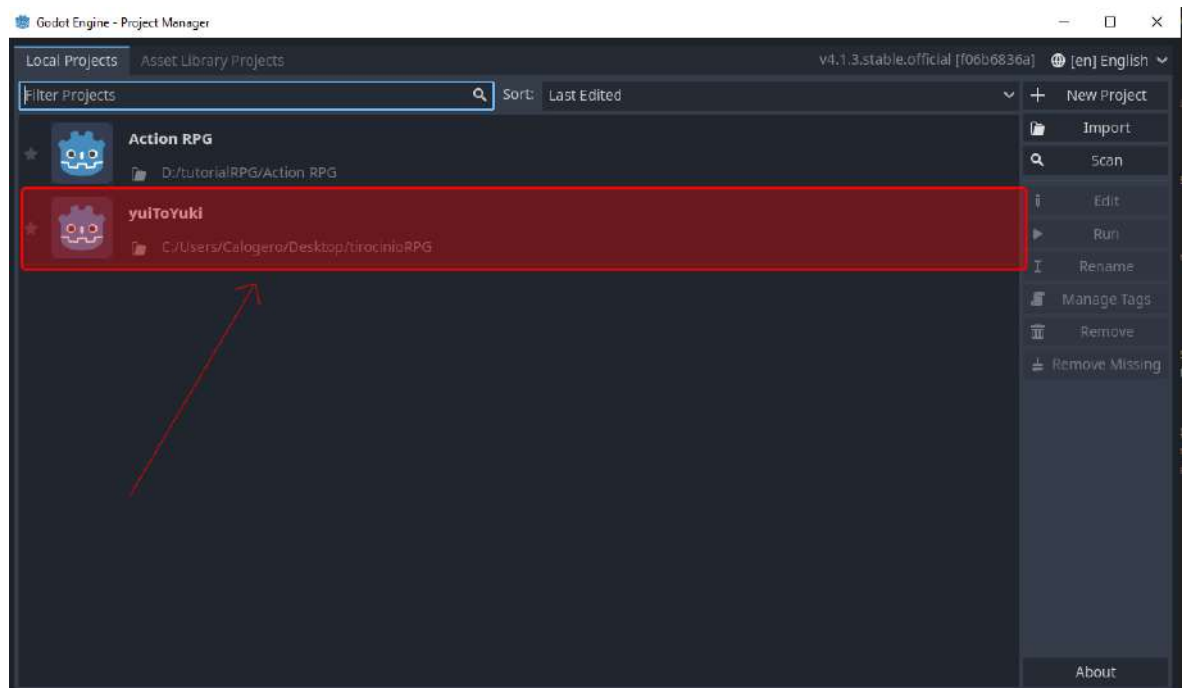 Godot Engine - Project Manager
Local Projects Asset Library Projects v4.1.3.stable.official [f06b6836a] [en] English
Filter Projects Sort: Last Edited New Project
Import
Scan
Action RPG
D:/tutorialRPG/Action RPG
yuiToYuki
C:/Users/Calogero/Desktop/tirocinioRPG
Edit
Run
Rename
Manage Tags
Remove
Remove Missing
About